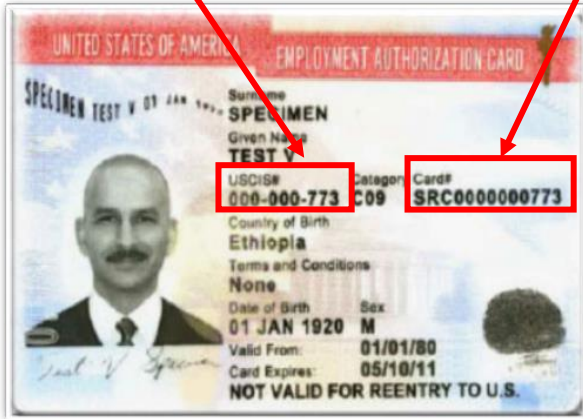 UNITED STATES OF AMERICA EMPLOYMENT AUTHORIZATION CARD
SPECIMEN TEST V 01 JAN
Surname
SPECIMEN
Given Name
TEST V
USCIS# Category Card#
000-000-773 C09 SRC0000000773
Country of Birth
Ethiopia
Terms and Conditions
None
Date of Birth Sex
01 JAN 1920 M
Valid From: 01/01/80
Card Expires: 05/10/11
NOT VALID FOR REENTRY TO U.S.
Test V Specimen